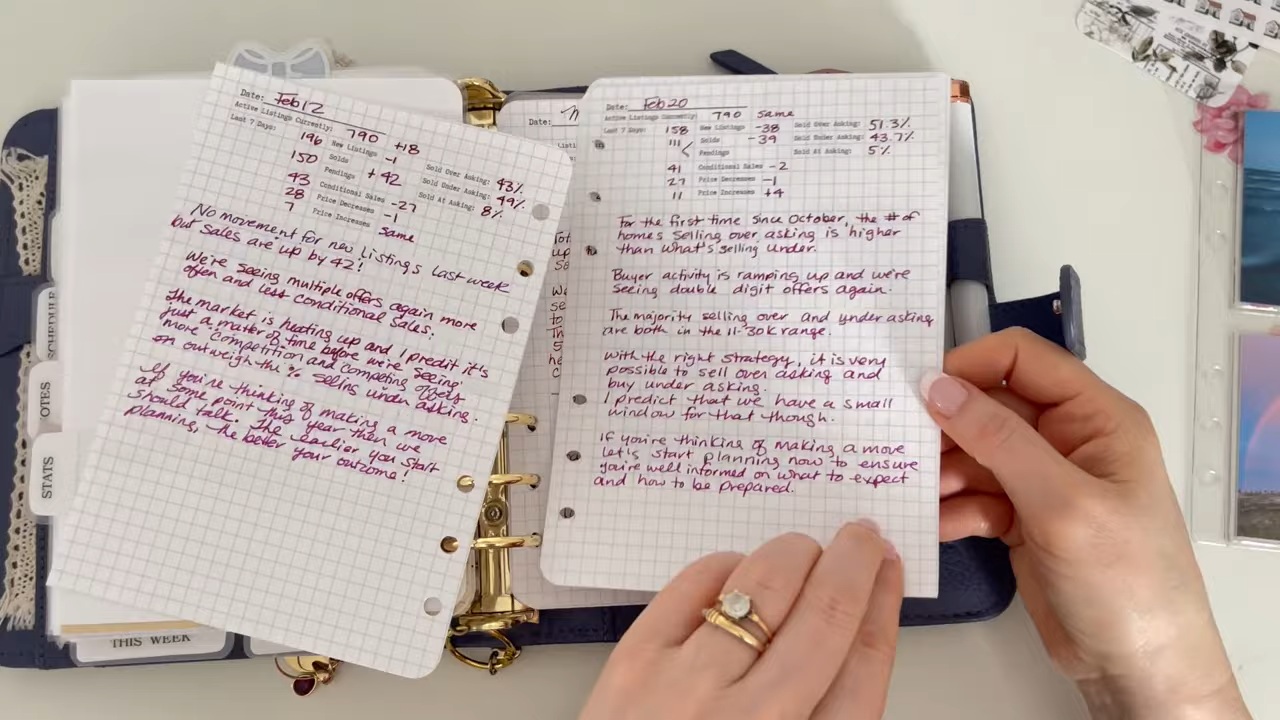 Date: Feb 12
Active Listings Currently: 790 +18
Last 7 Days: 196 New Listings -1
150 Solds +42
43 Pendings
28 Conditional Sales -27
7 Price Decreases -1
Price Increases same
Sold Over Asking: 43%
Sold Under Asking: 49%
Sold At Asking: 8%
No movement for new listings last week
but sales are up by 42!
We're seeing multiple offers again more
often and less conditional sales.
The market is heating up and I predit it's
just a matter of time before we're seeing
more competition and competing offers
on outweigh the % selling under asking.
If you're thinking of making a move
at some point this year then we
should talk. The earlier you start
planning, the better your outcome!
Date: Feb 20
Active Listings Currently: 790 same
Last 7 Days: 158 New Listings -38
111 Solds -39
Pendings
41 Conditional Sales -2
27 Price Decreases -1
11 Price Increases +4
Sold Over Asking: 51.3%
Sold Under Asking: 43.7%
Sold At Asking: 5%
For the first time since October, the # of
homes selling over asking is higher
than what's selling under.
Buyer activity is ramping up and we're
seeing double digit offers again.
The majority selling over and under asking
are both in the 11-30K range.
With the right strategy, it is very
possible to sell over asking and
buy under asking.
I predict that we have a small
window for that though.
If you're thinking of making a move
let's start planning now to ensure
you're well informed on what to expect
and how to be prepared.
Date:
OTES
STATS
THIS WEEK